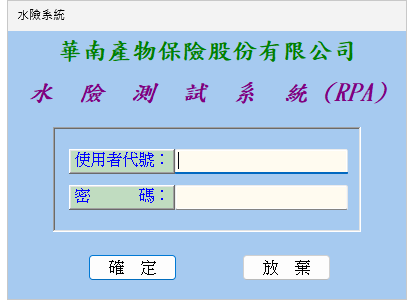 水險系統
華南產物保險股份有限公司
水 險 測 試 系 統 (RPA)
使用者代號：
密 碼：
確 定 放 棄